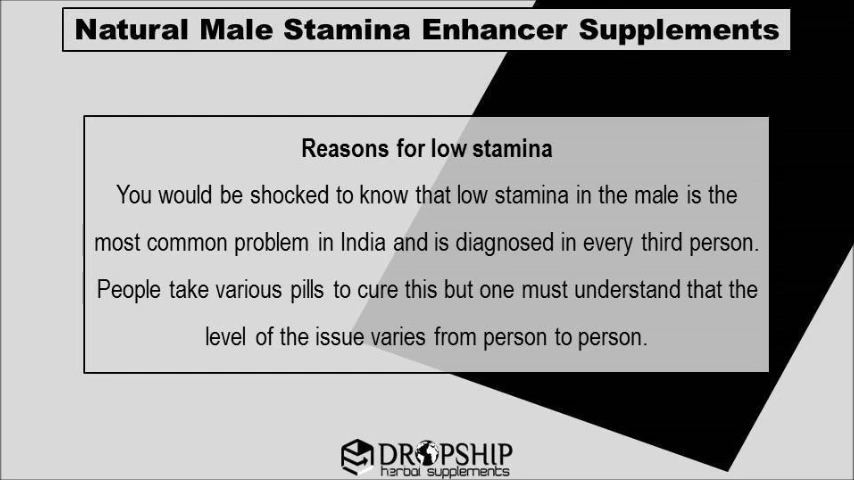 Natural Male Stamina Enhancer Supplements
Reasons for low stamina
You would be shocked to know that low stamina in the male is the
most common problem in India and is diagnosed in every third person.
People take various pills to cure this but one must understand that the
level of the issue varies from person to person.
DROPSHIP
herbal supplements